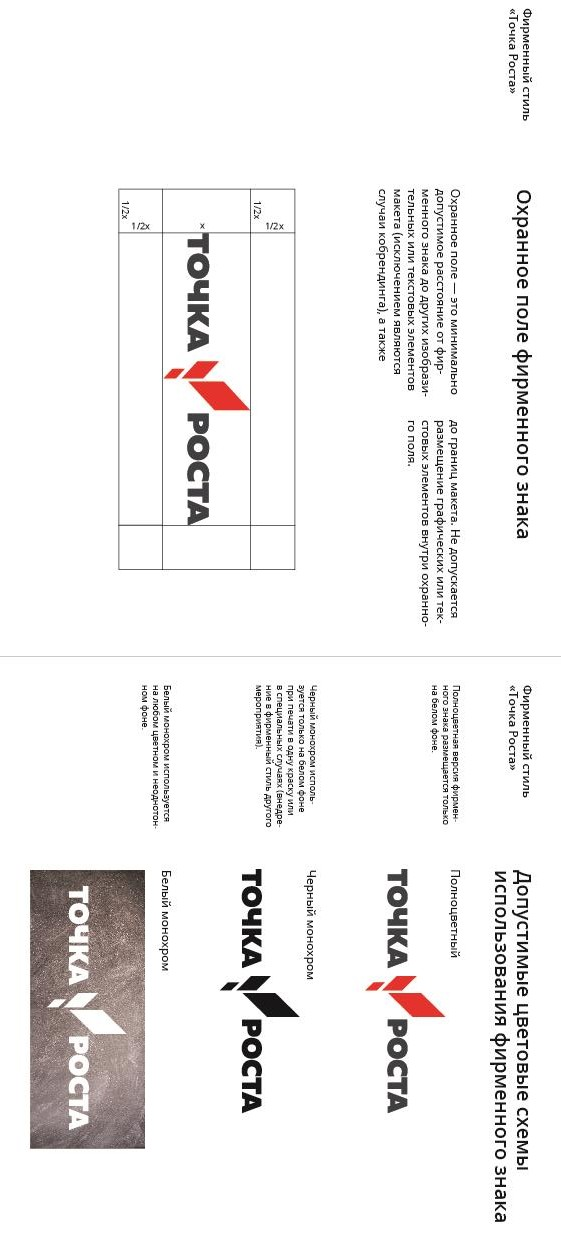 Фирменный стиль
«Точка Роста»
Охранное поле фирменного знака
Охранное поле — это минимально
допустимое расстояние от фир-
менного знака до других изобрази-
тельных или текстовых элементов
макета (исключением являются
случаи кобрендинга), а также
до границ макета. Не допускается
размещение графических или тек-
стовых элементов внутри охранно-
го поля.
1/2x
1/2x
x
ТОЧКА РОСТА
1/2x
1/2x
Фирменный стиль
«Точка Роста»
Допустимые цветовые схемы
использования фирменного знака
Полноцветная версия фирмен-
ного знака размещается только
на белом фоне.
Полноцветный
ТОЧКА РОСТА
Черный монохром исполь-
зуется только на белом фоне
при печати в одну краску или
в специальных случаях (внедре-
ние в фирменный стиль другого
мероприятия).
Черный монохром
ТОЧКА РОСТА
Белый монохром используется
на любом цветном и неоднотон-
ном фоне.
Белый монохром
ТОЧКА РОСТА